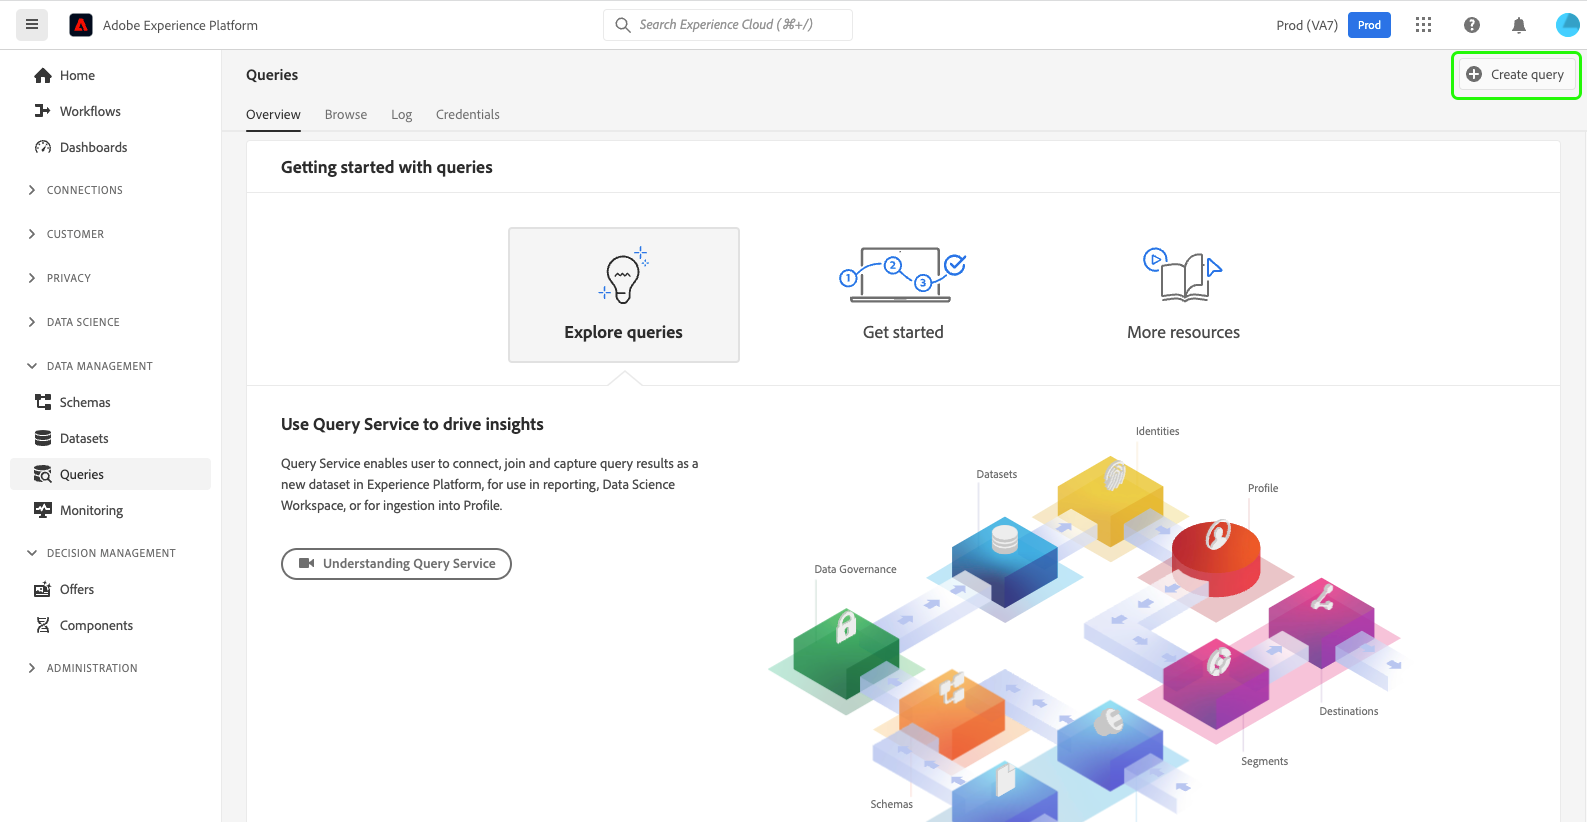 Adobe Experience Platform
Search Experience Cloud (⌘+/)
Prod (VA7)
Prod
Home
Workflows
Dashboards
CONNECTIONS
CUSTOMER
PRIVACY
DATA SCIENCE
DATA MANAGEMENT
Schemas
Datasets
Queries
Monitoring
DECISION MANAGEMENT
Offers
Components
ADMINISTRATION
Queries
Create query
Overview
Browse
Log
Credentials
Getting started with queries
1
2
3
Explore queries
Get started
More resources
Use Query Service to drive insights
Query Service enables user to connect, join and capture query results as a
new dataset in Experience Platform, for use in reporting, Data Science
Workspace, or for ingestion into Profile.
Understanding Query Service
Identities
Datasets
Profile
Data Governance
Destinations
Segments
Schemas